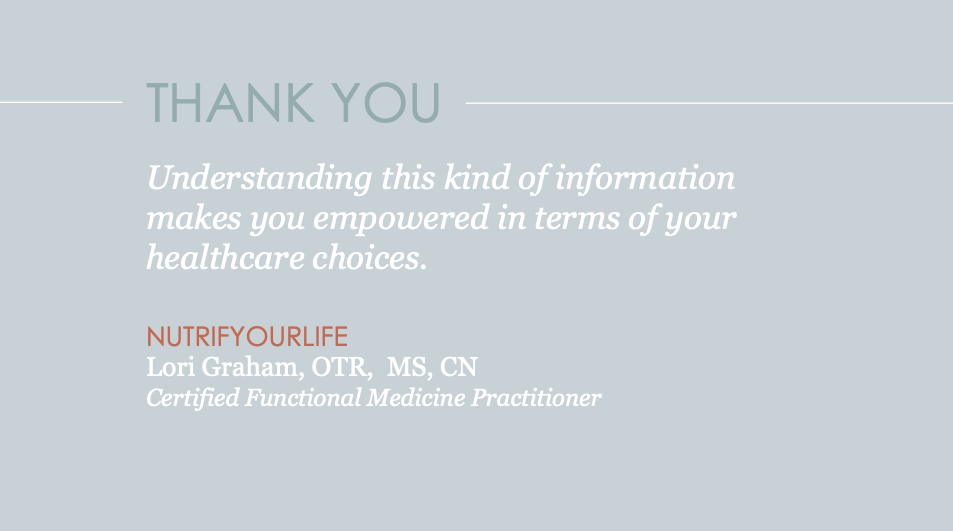 THANK YOU
Understanding this kind of information
makes you empowered in terms of your
healthcare choices.
NUTRIFYOURLIFE
Lori Graham, OTR,  MS, CN
Certified Functional Medicine Practitioner